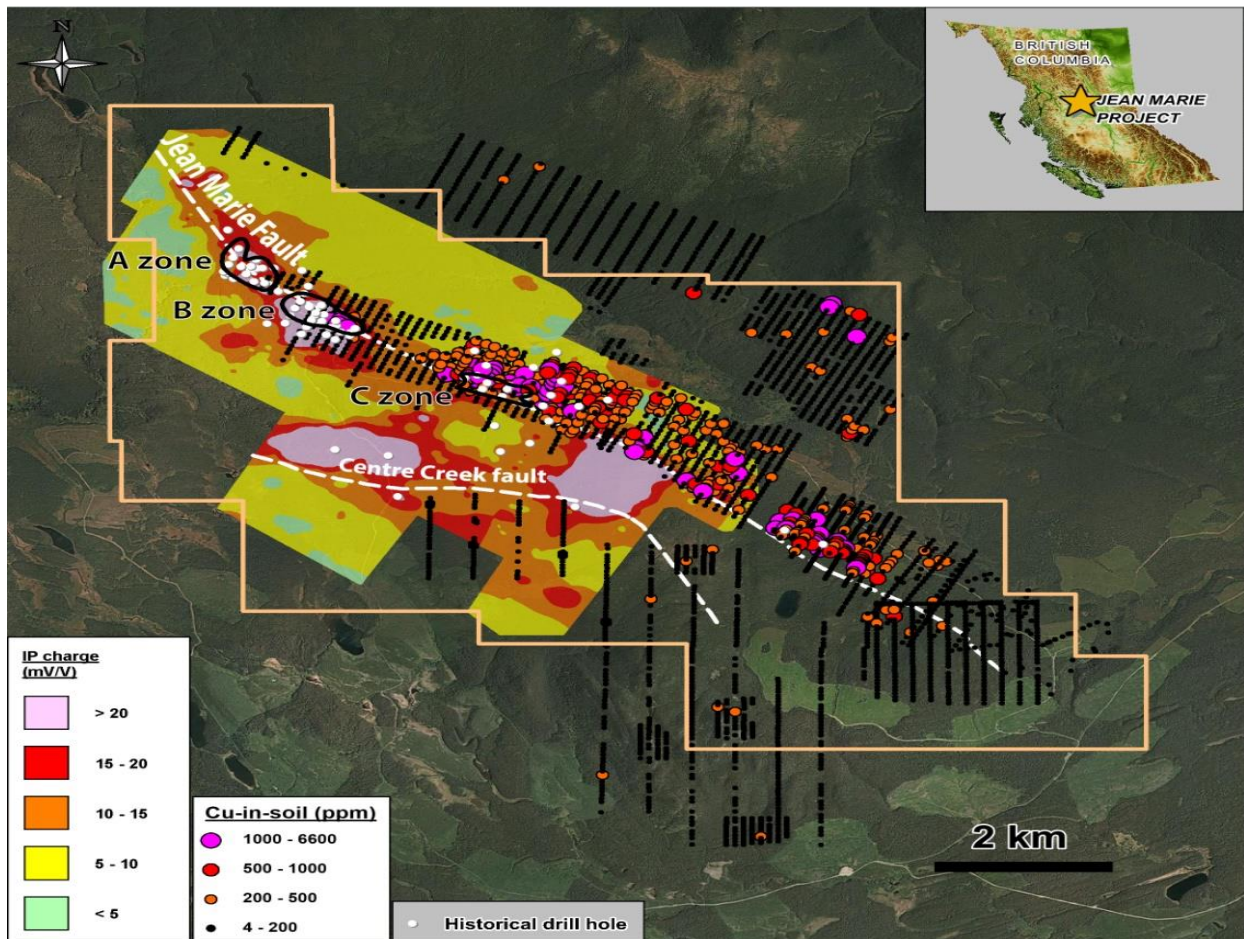 N
BRITISH
COLUMBIA
JEAN MARIE
PROJECT
Jean Marie Fault
A zone
B zone
C zone
Centre Creek fault
IP charge
(mV/V)
> 20
15 - 20
10 - 15
5 - 10
< 5
Cu-in-soil (ppm)
1000 - 6600
500 - 1000
200 - 500
4 - 200
Historical drill hole
2 km